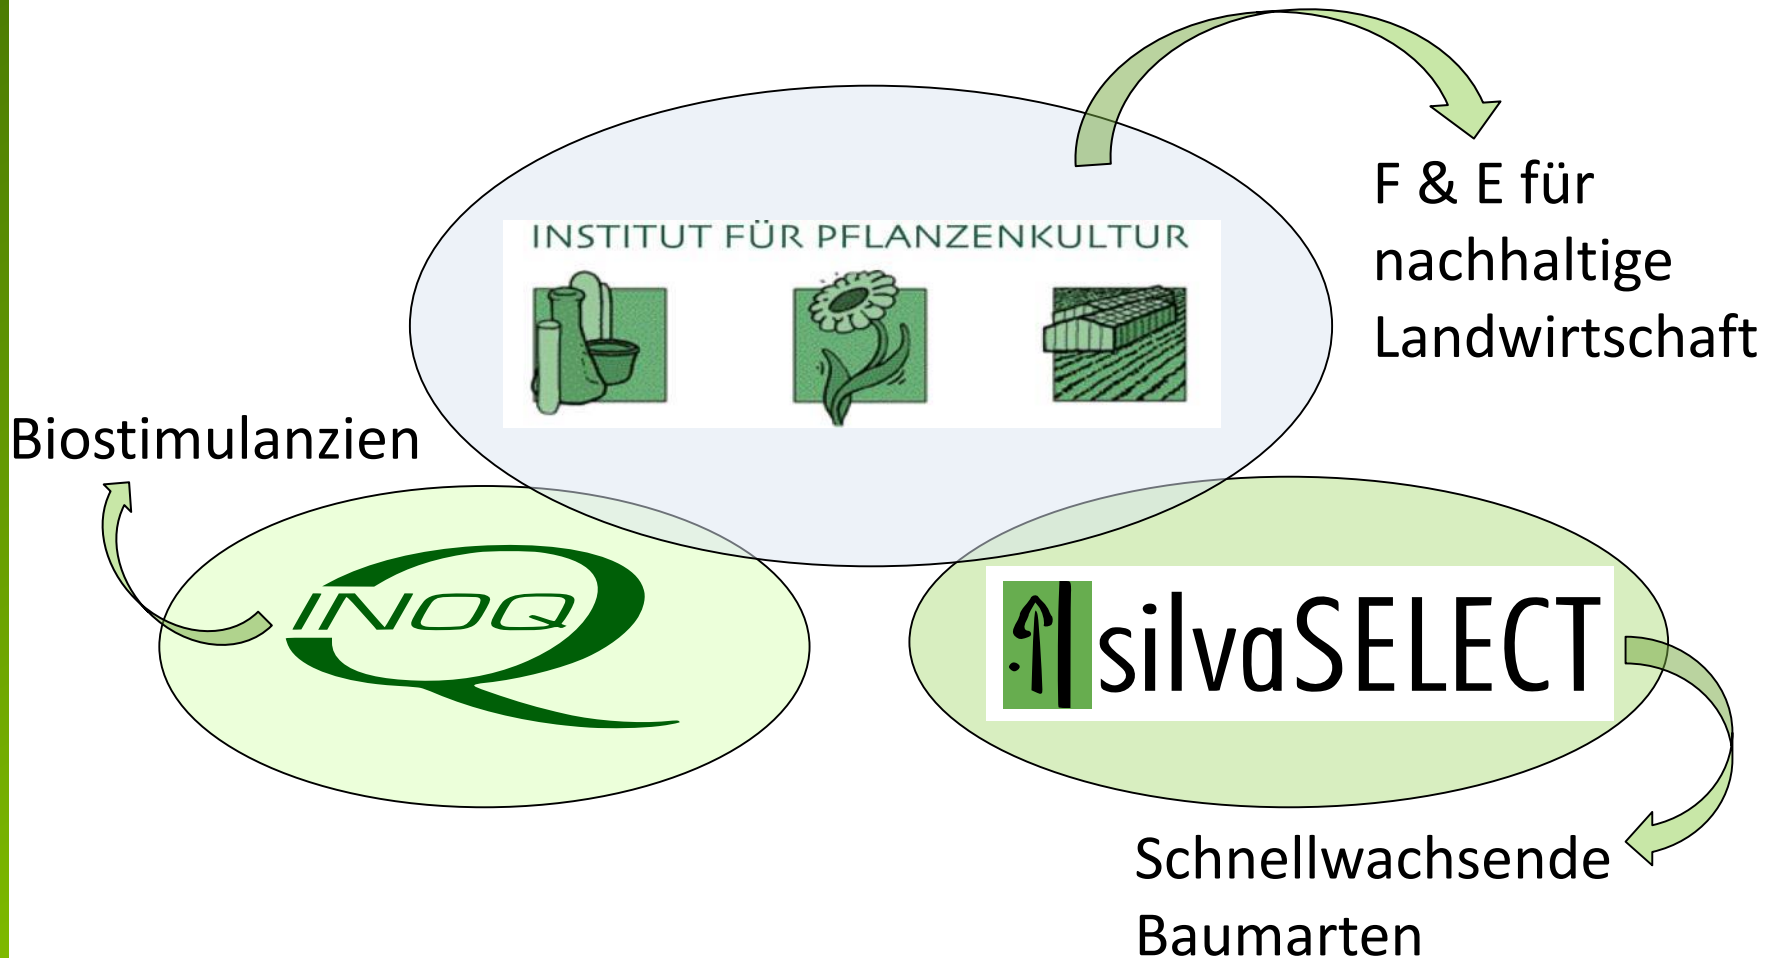 F & E für
nachhaltige
Landwirtschaft
INSTITUT FÜR PFLANZENKULTUR
Biostimulanzien
INOQ
silvaSELECT
Schnellwachsende
Baumarten